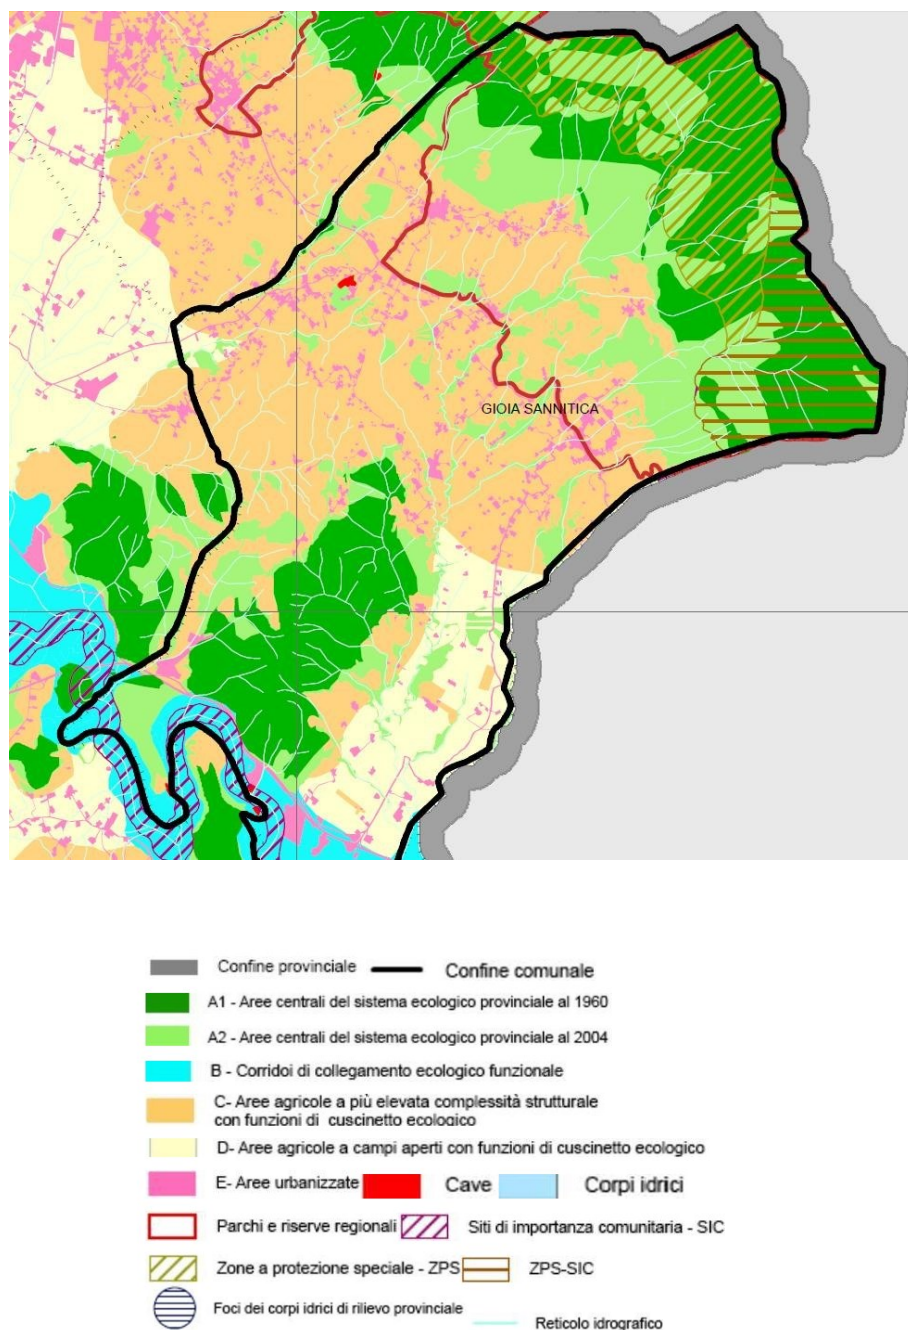 GIOIA SANNITICA
Confine provinciale Confine comunale
A1 - Aree centrali del sistema ecologico provinciale al 1960
A2 - Aree centrali del sistema ecologico provinciale al 2004
B - Corridoi di collegamento ecologico funzionale
C- Aree agricole a più elevata complessità strutturale
con funzioni di cuscinetto ecologico
D- Aree agricole a campi aperti con funzioni di cuscinetto ecologico
E- Aree urbanizzate Cave Corpi idrici
Parchi e riserve regionali Siti di importanza comunitaria - SIC
Zone a protezione speciale - ZPS ZPS-SIC
Foci dei corpi idrici di rilievo provinciale
Reticolo idrografico